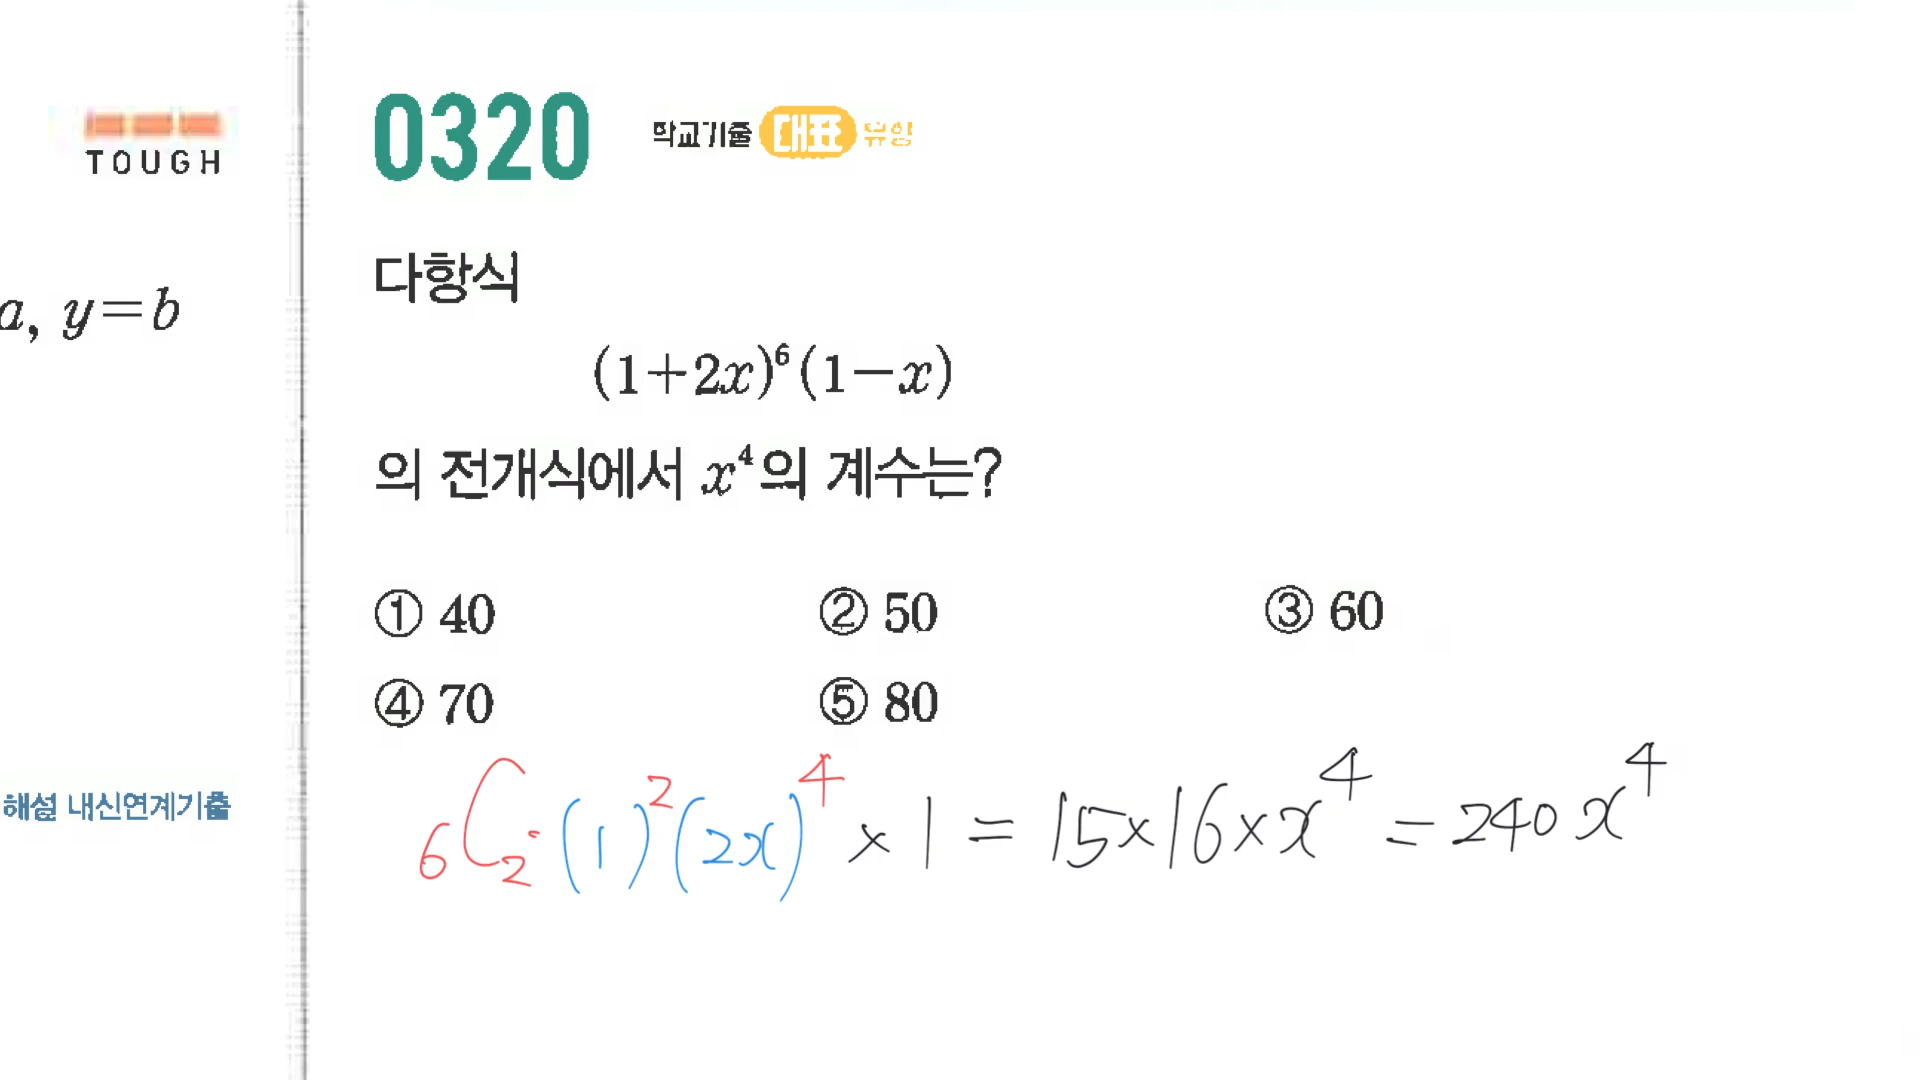 TOUGH
a, y=b
해설 내신연계기출
0320 학교기출 대표 유형
다항식
(1+2x)⁶(1−x)
의 전개식에서 x⁴의 계수는?
① 40 ② 50 ③ 60
④ 70 ⑤ 80
₆C₂·(1)²(2x)⁴ × 1 = 15×16×x⁴ = 240x⁴